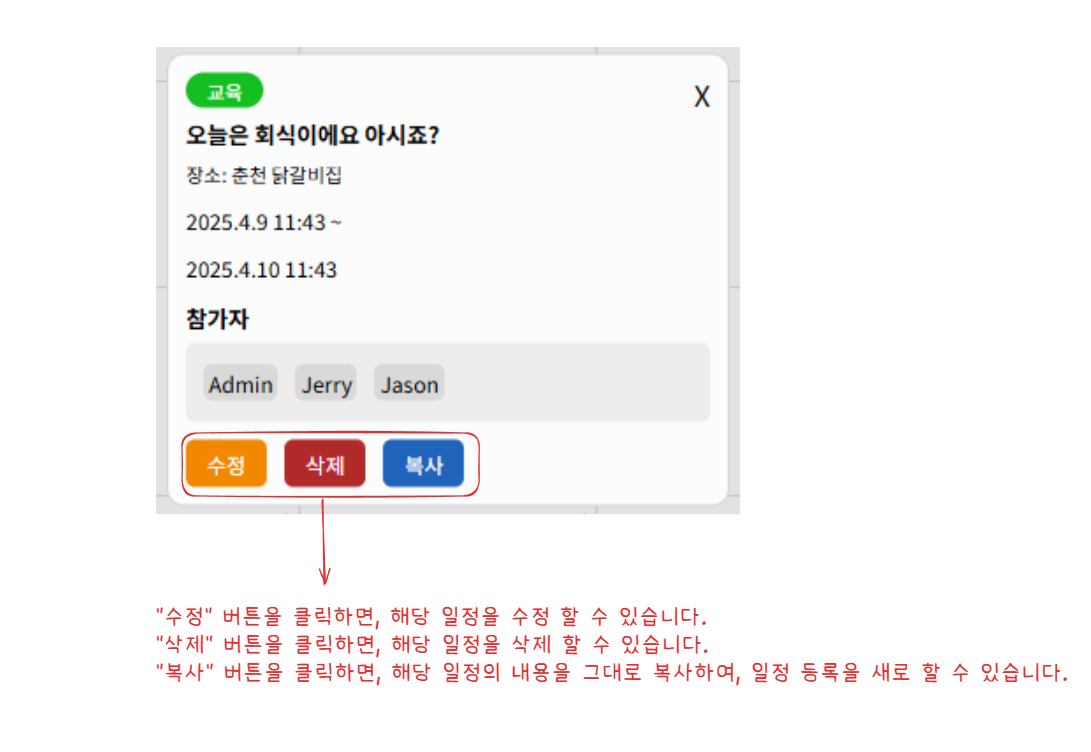 교육
X
오늘은 회식이에요 아시죠?
장소: 춘천 닭갈비집
2025.4.9 11:43 ~
2025.4.10 11:43
참가자
Admin Jerry Jason
수정 삭제 복사
"수정" 버튼을 클릭하면, 해당 일정을 수정 할 수 있습니다.
"삭제" 버튼을 클릭하면, 해당 일정을 삭제 할 수 있습니다.
"복사" 버튼을 클릭하면, 해당 일정의 내용을 그대로 복사하여, 일정 등록을 새로 할 수 있습니다.